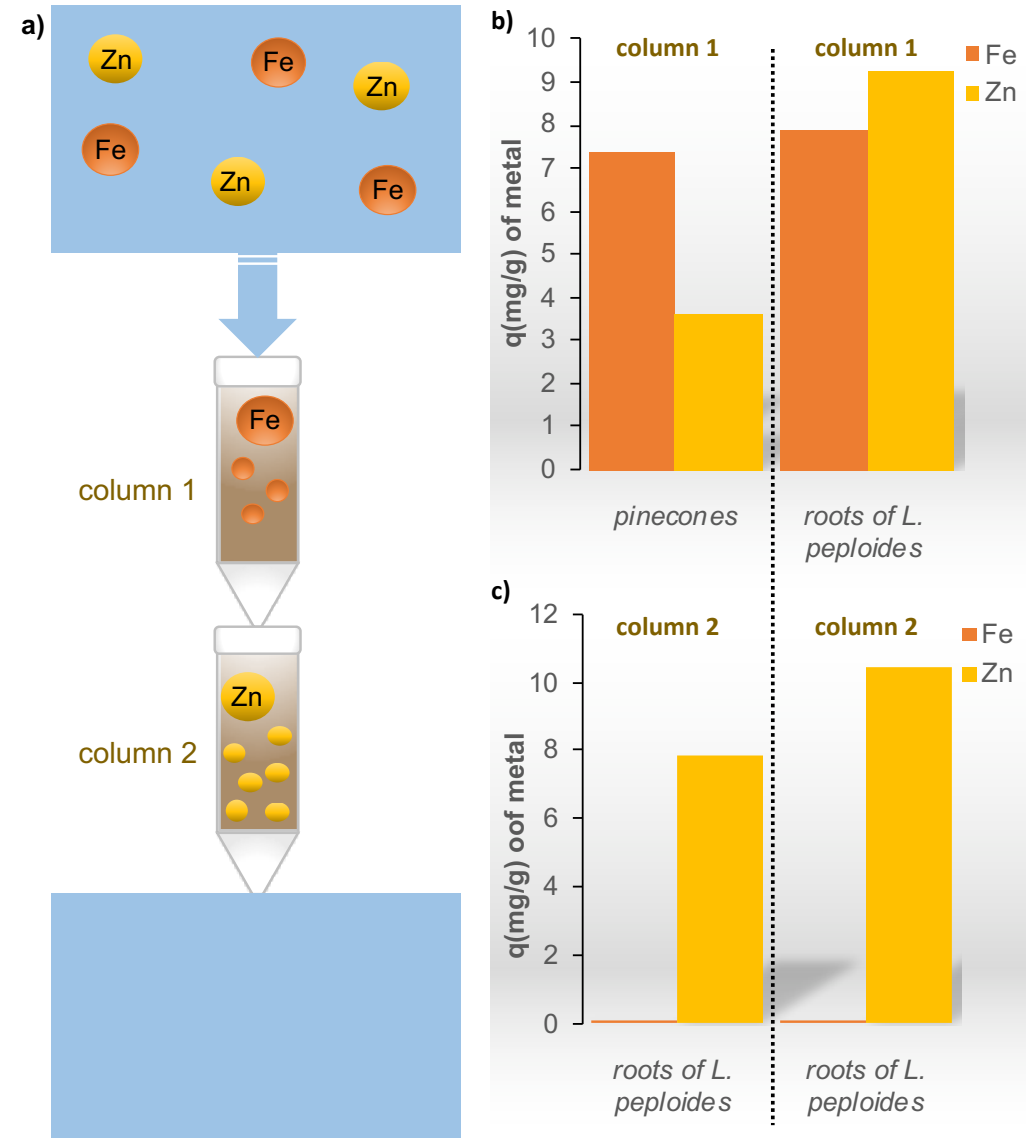 a)
Zn
Fe
Zn
Fe
Zn
Fe
Fe
column 1
Zn
column 2
b)
10
9
8
7
6
5
4
3
2
1
0
q(mg/g) of metal
column 1
column 1
Fe
Zn
pinecones
roots of L.
peploides
c)
12
10
8
6
4
2
0
q(mg/g) oof metal
column 2
column 2
Fe
Zn
roots of L.
peploides
roots of L.
peploides